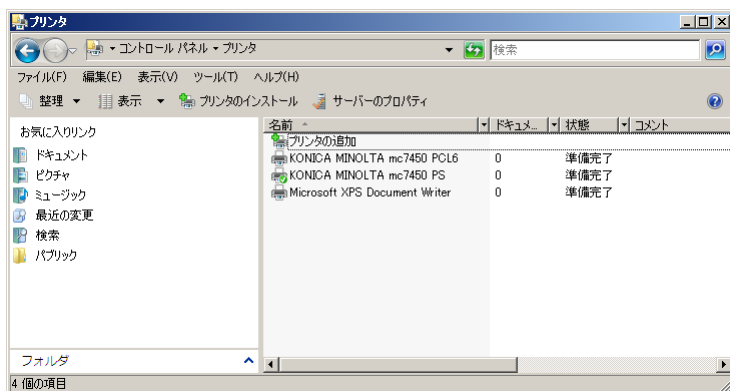 プリンタ
コントロール パネル プリンタ 検索
ファイル(F) 編集(E) 表示(V) ツール(T) ヘルプ(H)
整理 表示 プリンタのインストール サーバーのプロパティ
お気に入りリンク
ドキュメント
ピクチャ
ミュージック
最近の変更
検索
パブリック
フォルダ
名前 ドキュメ... 状態 コメント
プリンタの追加
KONICA MINOLTA mc7450 PCL6 0 準備完了
KONICA MINOLTA mc7450 PS 0 準備完了
Microsoft XPS Document Writer 0 準備完了
4 個の項目